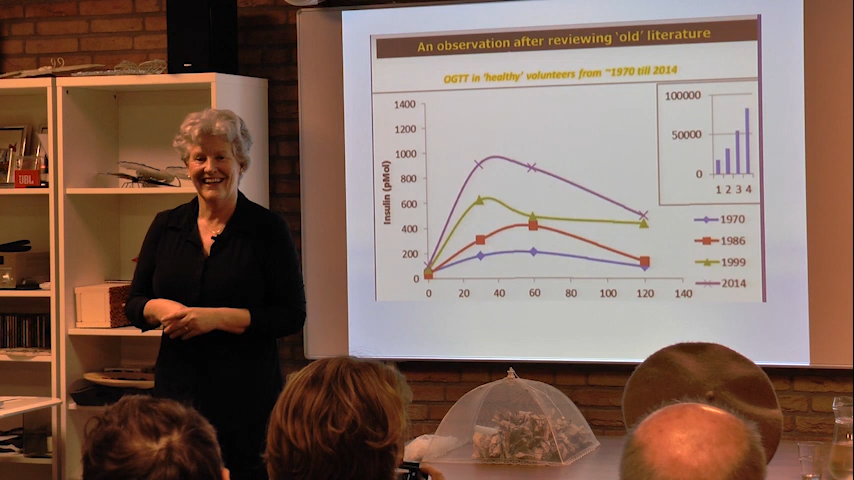 An observation after reviewing ‘old’ literature
OGTT in ‘healthy’ volunteers from ~1970 till 2014
1400
1200
1000
800
600
400
200
0
Insulin (pMol)
0 20 40 60 80 100 120 140
100000
50000
0
1 2 3 4
1970
1986
1999
2014
JBL